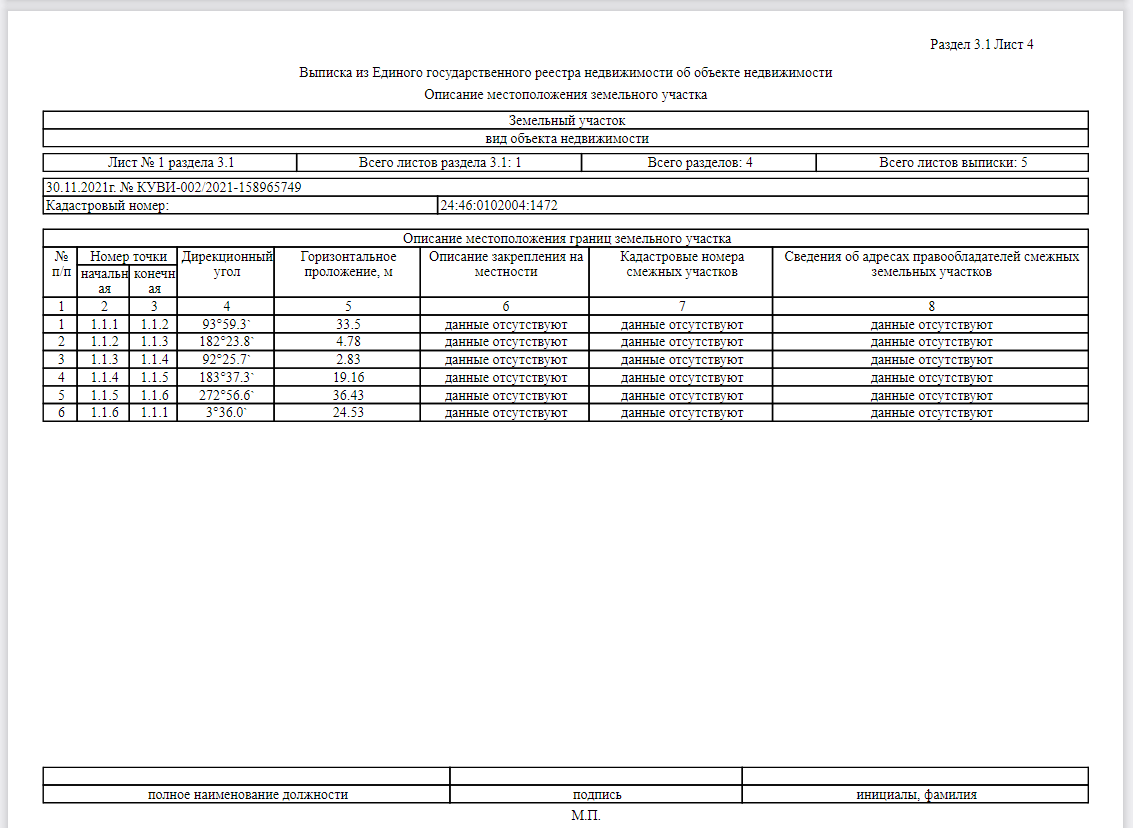 Раздел 3.1 Лист 4
Выписка из Единого государственного реестра недвижимости об объекте недвижимости
Описание местоположения земельного участка
Земельный участок
вид объекта недвижимости
Лист № 1 раздела 3.1 Всего листов раздела 3.1: 1 Всего разделов: 4 Всего листов выписки: 5
30.11.2021г. № КУВИ-002/2021-158965749
Кадастровый номер: 24:46:0102004:1472
Описание местоположения границ земельного участка
№ Номер точки Дирекционный Горизонтальное Описание закрепления на Кадастровые номера Сведения об адресах правообладателей смежных
п/п начальн конечн угол проложение, м местности смежных участков земельных участков
ая ая
1 2 3 4 5 6 7 8
1 1.1.1 1.1.2 93°59.3` 33.5 данные отсутствуют данные отсутствуют данные отсутствуют
2 1.1.2 1.1.3 182°23.8` 4.78 данные отсутствуют данные отсутствуют данные отсутствуют
3 1.1.3 1.1.4 92°25.7` 2.83 данные отсутствуют данные отсутствуют данные отсутствуют
4 1.1.4 1.1.5 183°37.3` 19.16 данные отсутствуют данные отсутствуют данные отсутствуют
5 1.1.5 1.1.6 272°56.6` 36.43 данные отсутствуют данные отсутствуют данные отсутствуют
6 1.1.6 1.1.1 3°36.0` 24.53 данные отсутствуют данные отсутствуют данные отсутствуют
полное наименование должности подпись инициалы, фамилия
М.П.